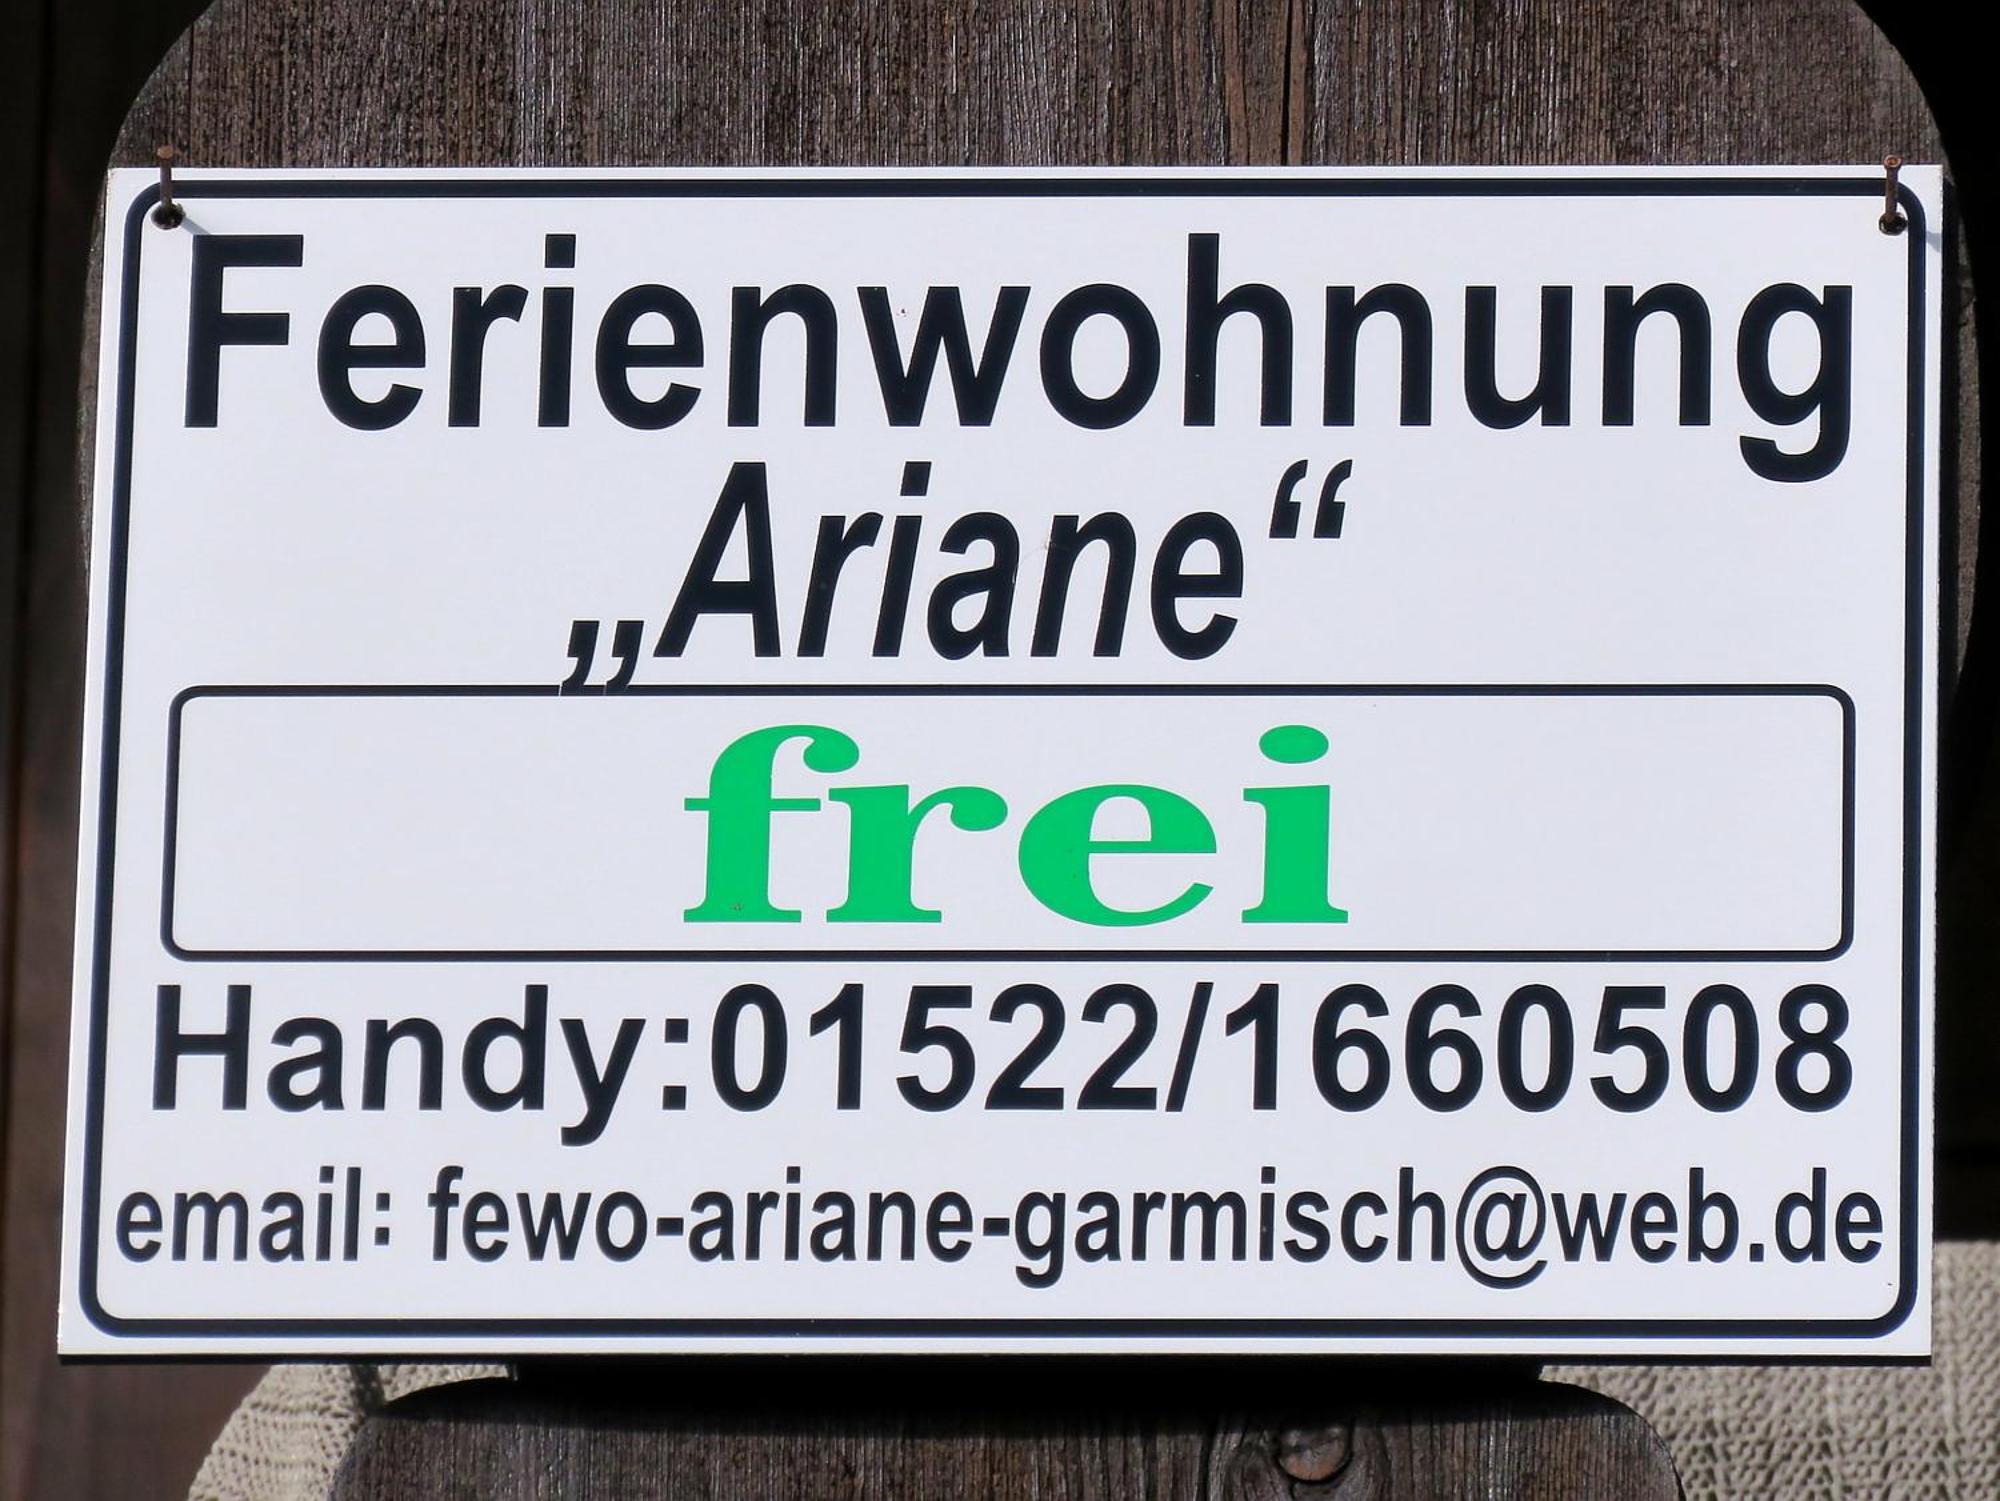 Ferienwohnung
„Ariane“
frei
Handy:01522/1660508
email: fewo-ariane-garmisch@web.de